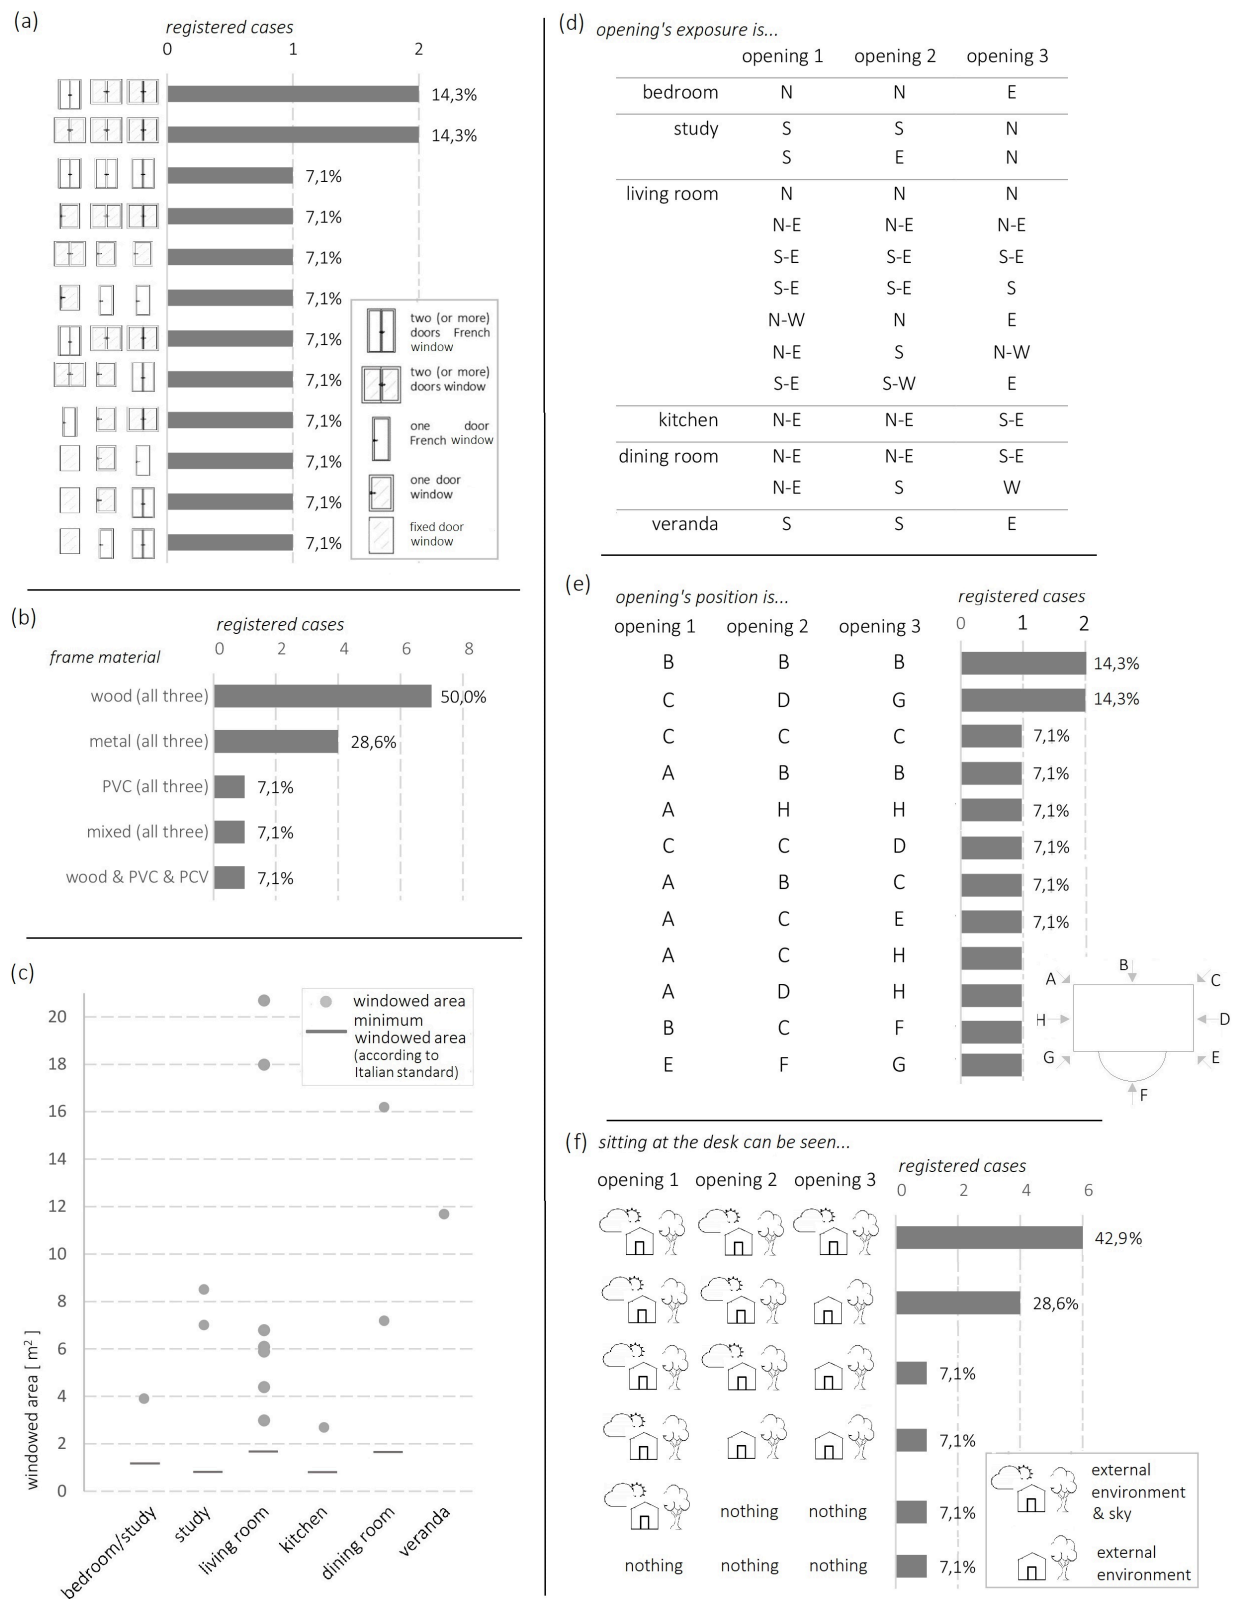 (a)
registered cases
0 1 2
14,3%
14,3%
7,1%
7,1%
7,1%
7,1%
7,1%
7,1%
7,1%
7,1%
7,1%
7,1%
two (or more)
doors French
window
two (or more)
doors window
one door
French window
one door
window
fixed door
window
(b)
registered cases
0 2 4 6 8
frame material
wood (all three) 50,0%
metal (all three) 28,6%
PVC (all three) 7,1%
mixed (all three) 7,1%
wood & PVC & PCV 7,1%
(c)
windowed area
minimum
windowed area
(according to
Italian standard)
windowed area [ m² ]
20
18
16
14
12
10
8
6
4
2
0
bedroom/study
study
living room
kitchen
dining room
veranda
(d) opening's exposure is...
opening 1 opening 2 opening 3
bedroom N N E
study S S N
S E N
living room N N N
N-E N-E N-E
S-E S-E S-E
S-E S-E S
N-W N E
N-E S N-W
S-E S-W E
kitchen N-E N-E S-E
dining room N-E N-E S-E
N-E S W
veranda S S E
(e) opening's position is...
registered cases
opening 1 opening 2 opening 3 0 1 2
B B B 14,3%
C D G 14,3%
C C C 7,1%
A B B 7,1%
A H H 7,1%
C C D 7,1%
A B C 7,1%
A C E 7,1%
A C H
A D H
B C F
E F G
A B C
H D
G E
F
(f) sitting at the desk can be seen...
registered cases
opening 1 opening 2 opening 3
0 2 4 6
42,9%
28,6%
7,1%
7,1%
nothing nothing 7,1%
nothing nothing nothing 7,1%
external
environment
& sky
external
environment